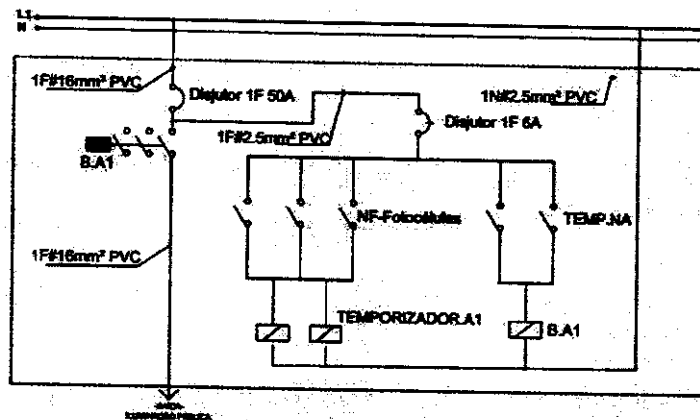 L1
N
1F#16mm² PVC
Disjutor 1F 50A
1N#2.5mm² PVC
Disjutor 1F 6A
1F#2.5mm² PVC
B.A1
NF-Fotocélulas
TEMP.NA
1F#16mm² PVC
TEMPORIZADOR.A1
B.A1